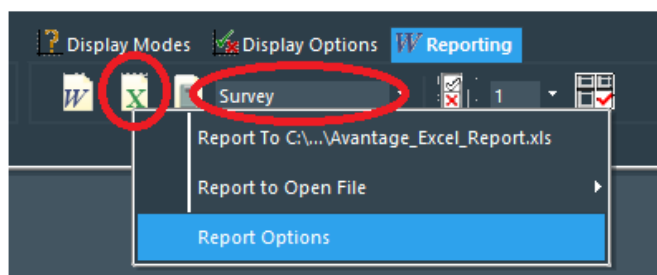 Display Modes Display Options W Reporting
W X Survey 1
Report To C:\...\Avantage_Excel_Report.xls
Report to Open File
Report Options